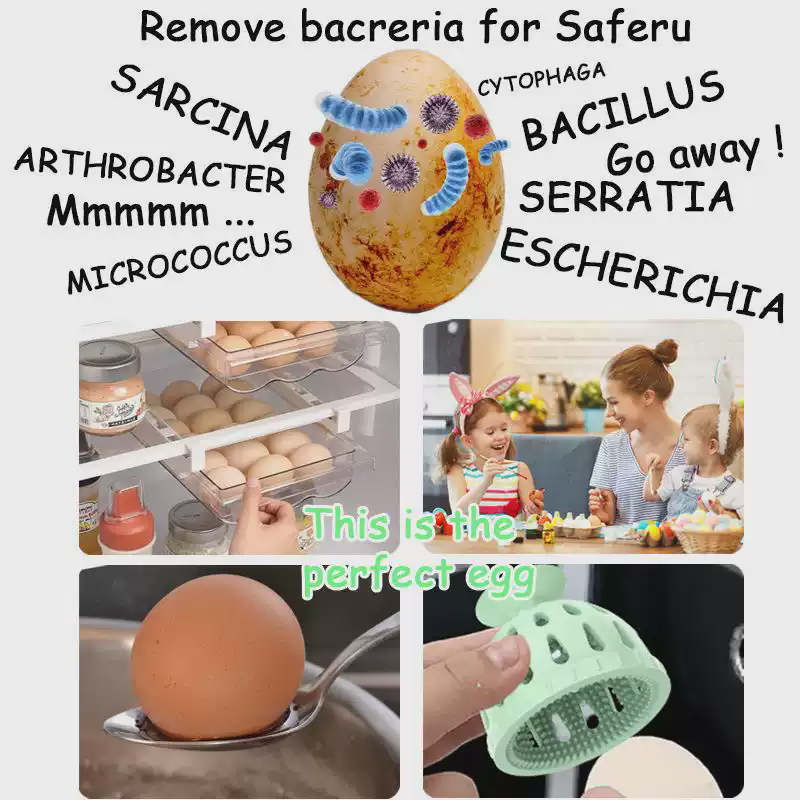 Remove bacreria for Saferu
SARCINA
CYTOPHAGA
BACILLUS
Go away !
ARTHROBACTER
Mmmmm ...
SERRATIA
MICROCOCCUS
ESCHERICHIA
This is the
perfect egg